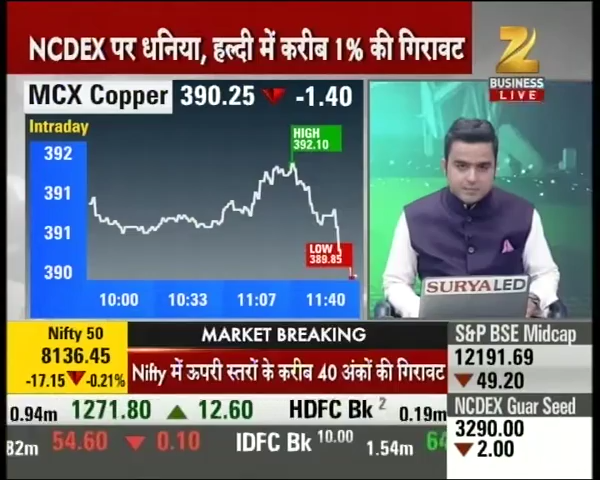 NCDEX पर धनिया, हल्दी में करीब 1% की गिरावट
Z
BUSINESS
LIVE
MCX Copper 390.25 -1.40
Intraday
392
391
391
390
HIGH
392.10
LOW
389.85
10:00 10:33 11:07 11:40
SURYA LED
Nifty 50
8136.45
-17.15 -0.21%
MARKET BREAKING
Nifty में ऊपरी स्तरों के करीब 40 अंकों की गिरावट
S&P BSE Midcap
12191.69
49.20
NCDEX Guar Seed
3290.00
2.00
0.94m 1271.80 12.60 HDFC Bk 2 0.19m
82m 54.60 0.10 IDFC Bk 10.00 1.54m 64